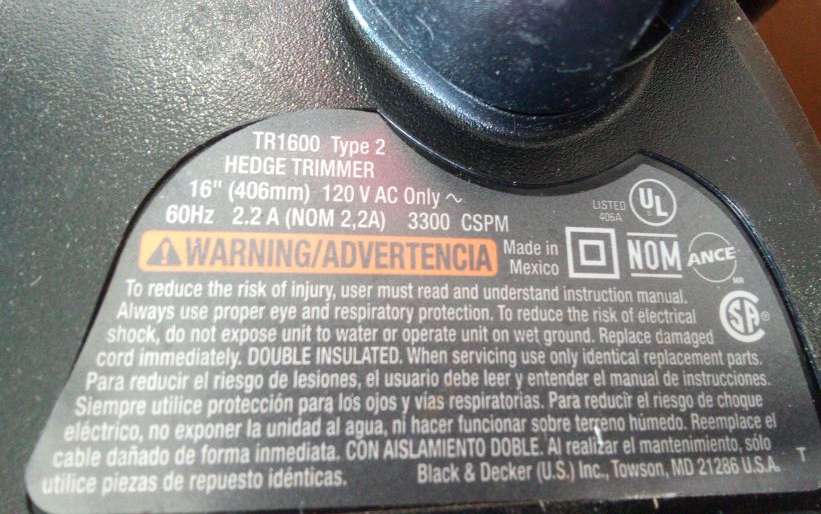 TR1600 Type 2
HEDGE TRIMMER
16" (406mm) 120 V AC Only ~
60Hz 2.2 A (NOM 2,2A) 3300 CSPM
LISTED
406A
UL
WARNING/ADVERTENCIA
Made in
Mexico
NOM
ANCE
MR
To reduce the risk of injury, user must read and understand instruction manual.
Always use proper eye and respiratory protection. To reduce the risk of electrical
shock, do not expose unit to water or operate unit on wet ground. Replace damaged
cord immediately. DOUBLE INSULATED. When servicing use only identical replacement parts.
SA®
Para reducir el riesgo de lesiones, el usuario debe leer y entender el manual de instrucciones.
Siempre utilice protección para los ojos y vias respiratorias. Para reducir el riesgo de choque
eléctrico, no exponer la unidad al agua, ni hacer funcionar sobre terreno húmedo. Reemplace el
cable dañado de forma inmediata. CON AISLAMIENTO DOBLE. Al realizar el mantenimiento, sólo
utilice piezas de repuesto idénticas.
Black & Decker (U.S.) Inc., Towson, MD 21286 U.S.A.
T